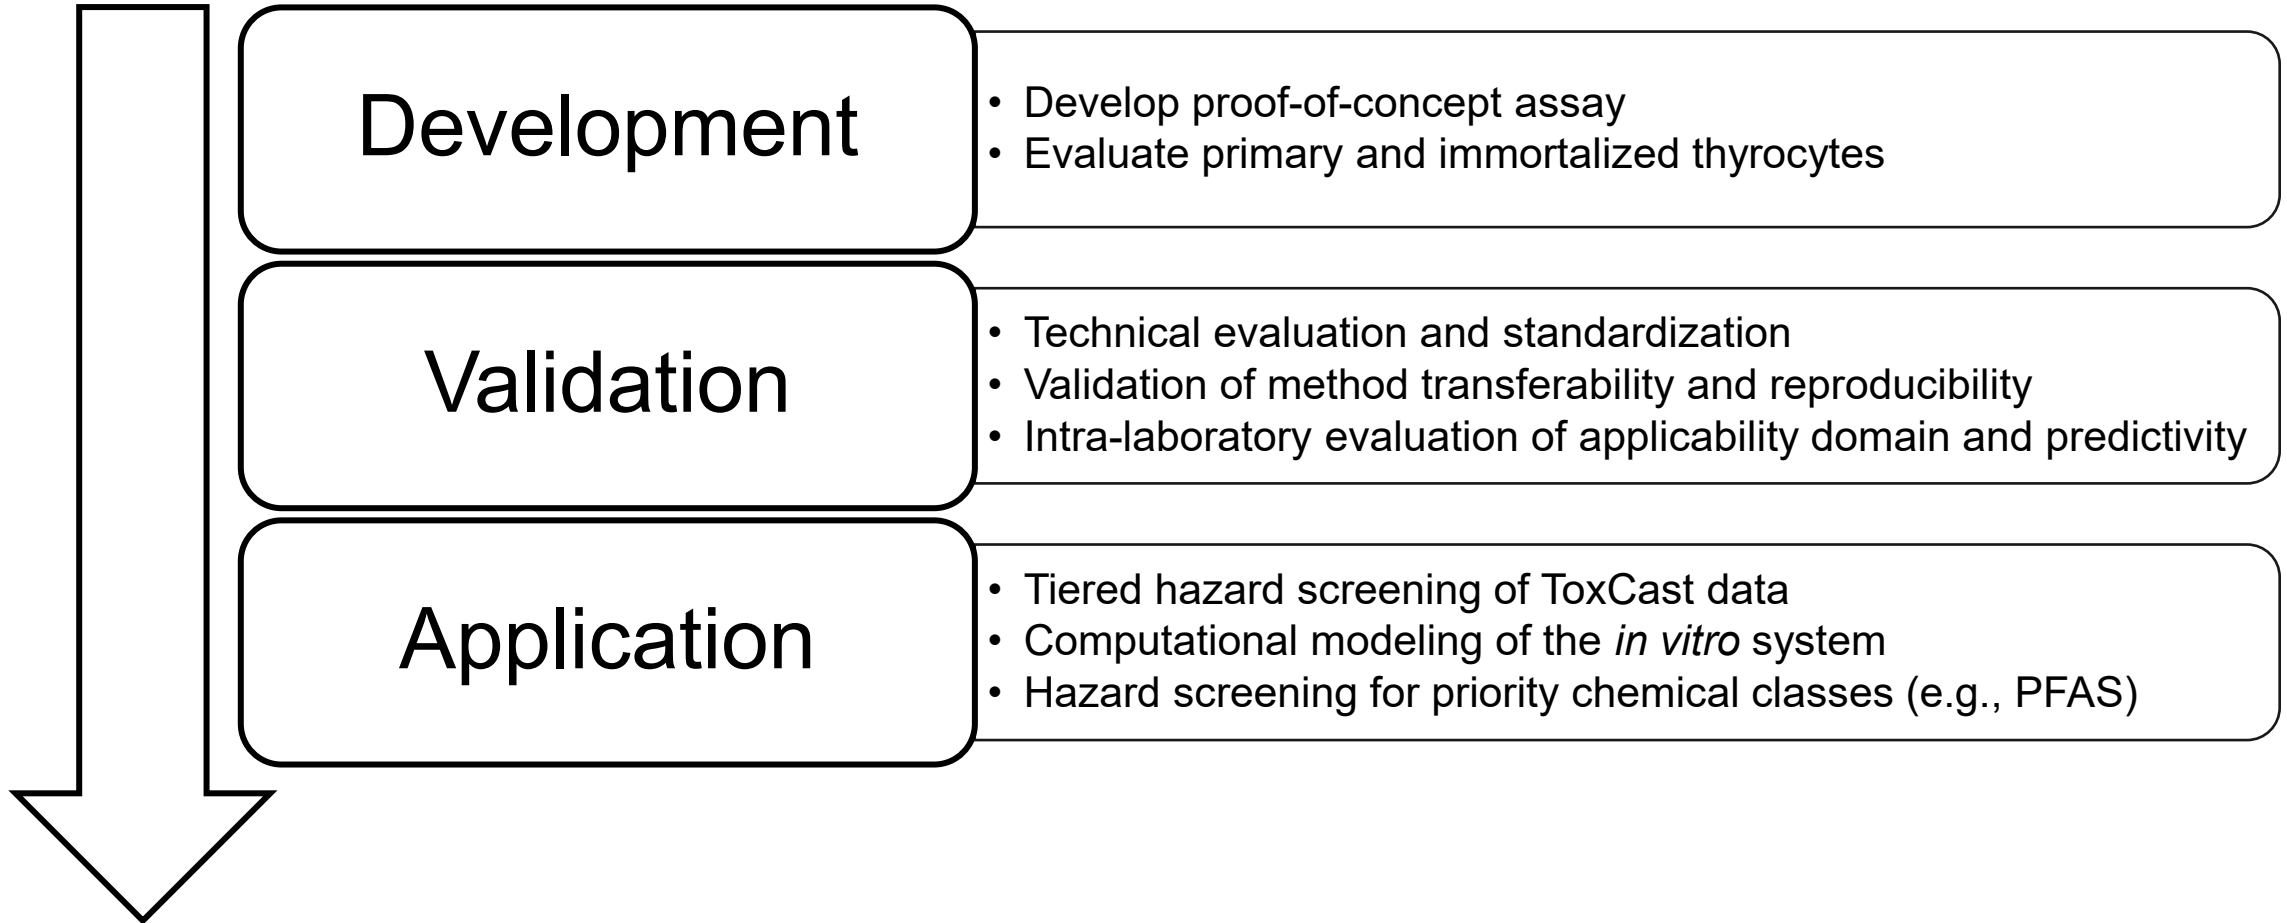 Development
• Develop proof-of-concept assay
• Evaluate primary and immortalized thyrocytes
Validation
• Technical evaluation and standardization
• Validation of method transferability and reproducibility
• Intra-laboratory evaluation of applicability domain and predictivity
Application
• Tiered hazard screening of ToxCast data
• Computational modeling of the in vitro system
• Hazard screening for priority chemical classes (e.g., PFAS)